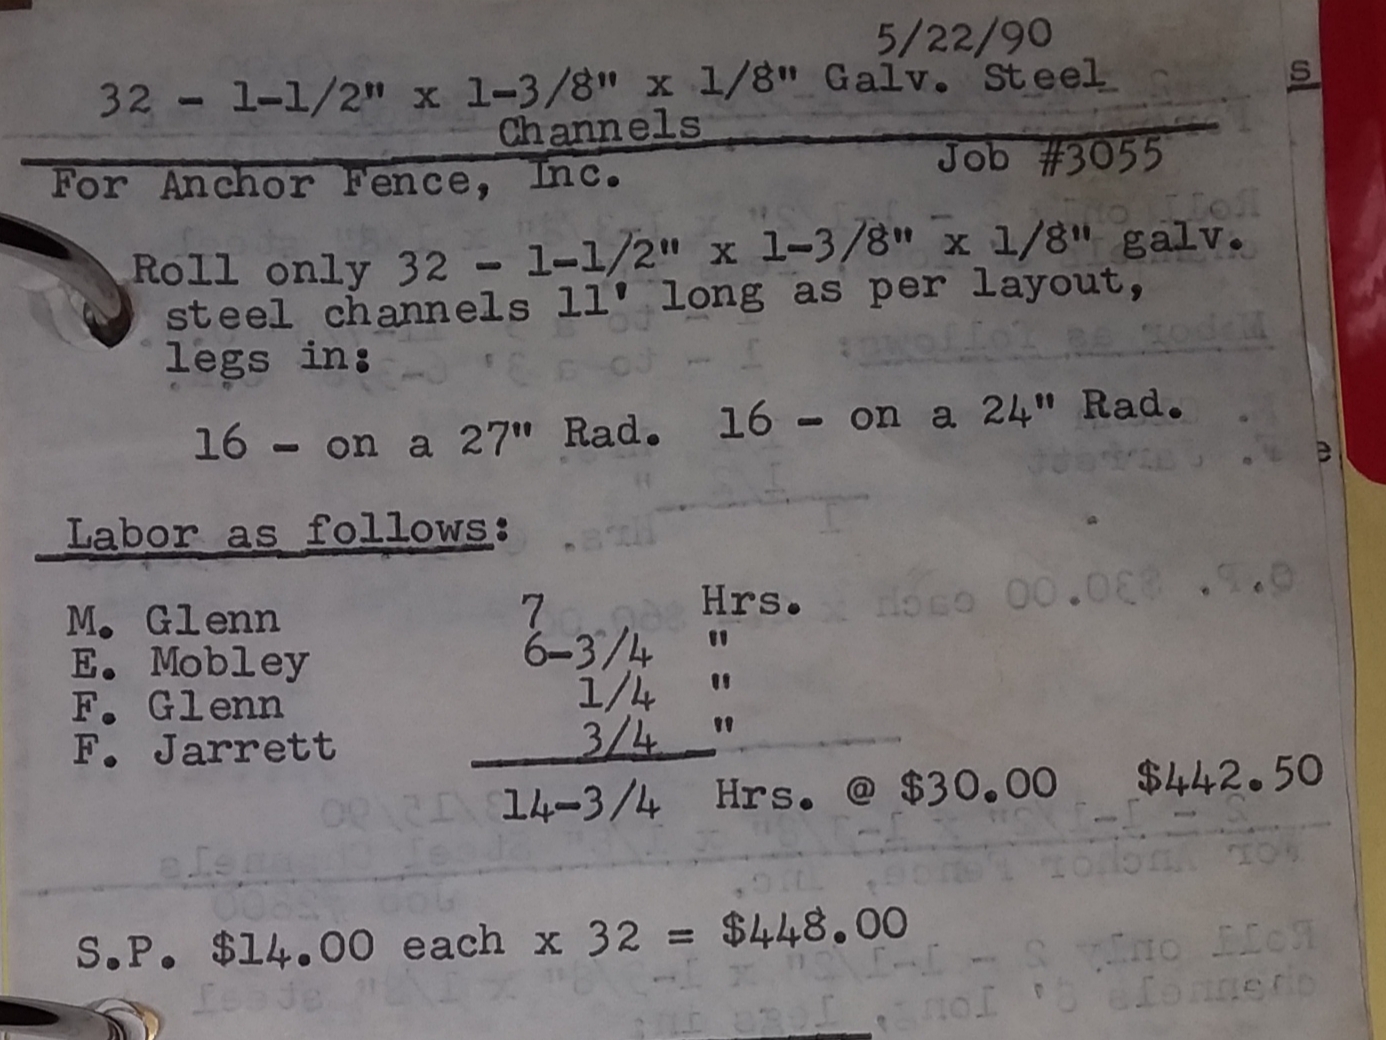 5/22/90
32 - 1-1/2" x 1-3/8" x 1/8" Galv. Steel
Channels
For Anchor Fence, Inc. Job #3055
Roll only 32 - 1-1/2" x 1-3/8" x 1/8" galv.
steel channels 11' long as per layout,
legs in:
16 - on a 27" Rad. 16 - on a 24" Rad.
Labor as follows:
M. Glenn 7 Hrs.
E. Mobley 6-3/4 "
F. Glenn 1/4 "
F. Jarrett 3/4 "
14-3/4 Hrs. @ $30.00 $442.50
S.P. $14.00 each x 32 = $448.00
s
e